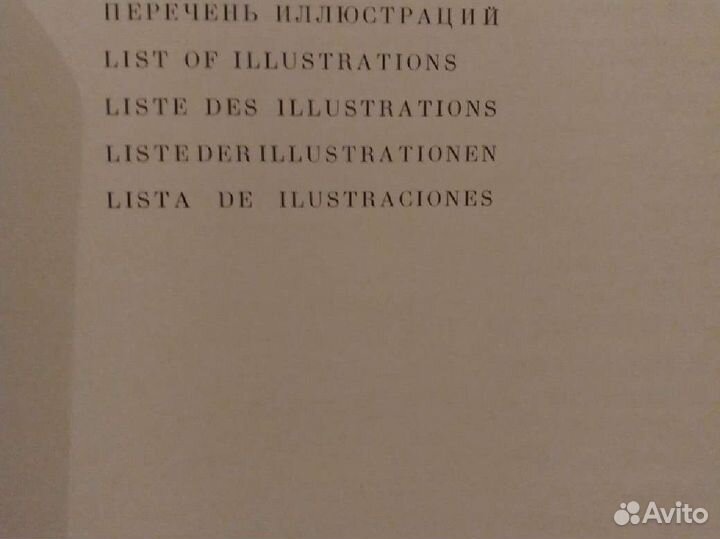 ПЕРЕЧЕНЬ ИЛЛЮСТРАЦИЙ
LIST OF ILLUSTRATIONS
LISTE DES ILLUSTRATIONS
LISTE DER ILLUSTRATIONEN
LISTA DE ILUSTRACIONES
Avito